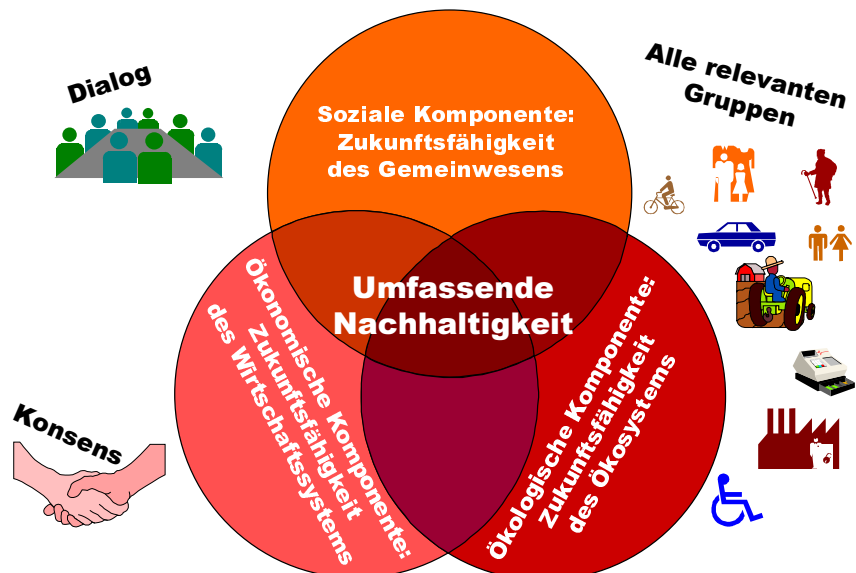 Dialog
Alle relevanten
Gruppen
Soziale Komponente:
Zukunftsfähigkeit
des Gemeinwesens
Umfassende
Nachhaltigkeit
Ökonomische Komponente:
Zukunftsfähigkeit
des Wirtschaftssystems
Ökologische Komponente:
Zukunftsfähigkeit
des Ökosystems
Konsens